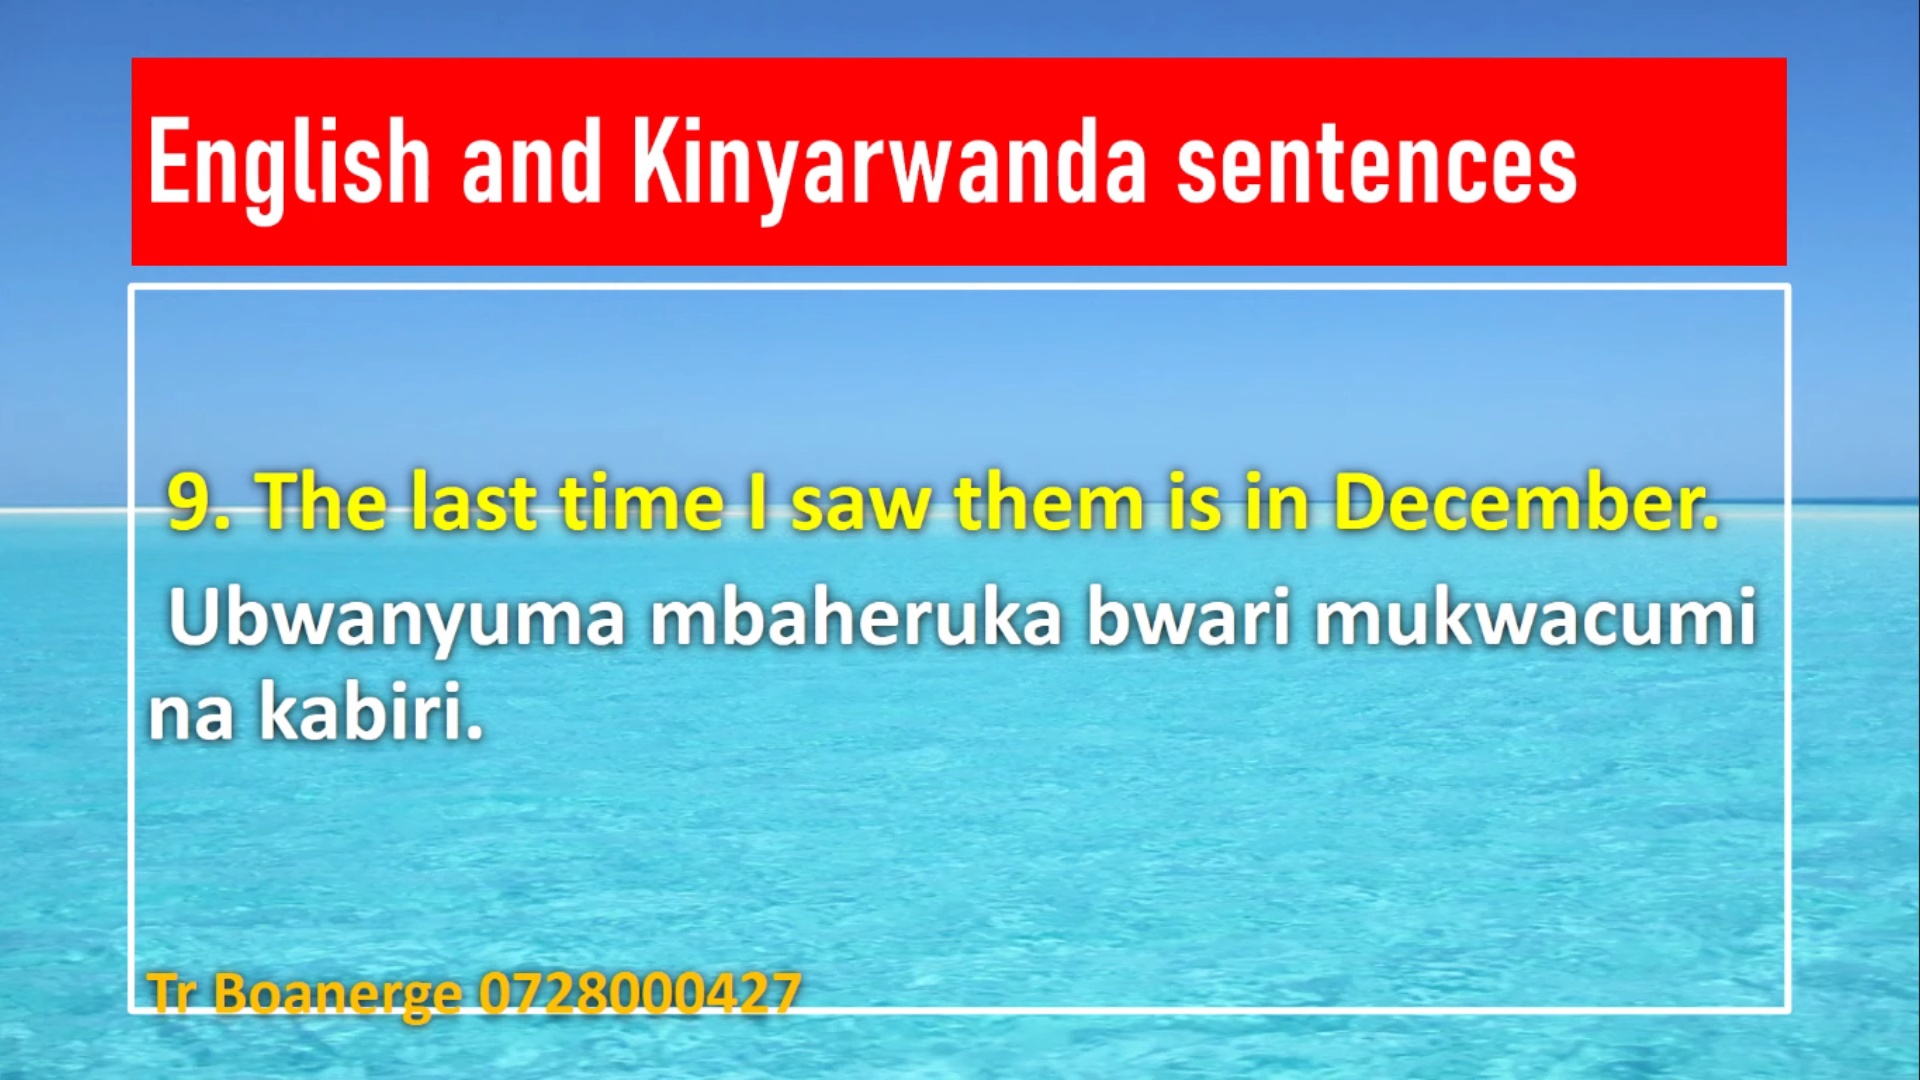 English and Kinyarwanda sentences
9. The last time I saw them is in December.
Ubwanyuma mbaheruka bwari mukwacumi
na kabiri.
Tr Boanerge 0728000427